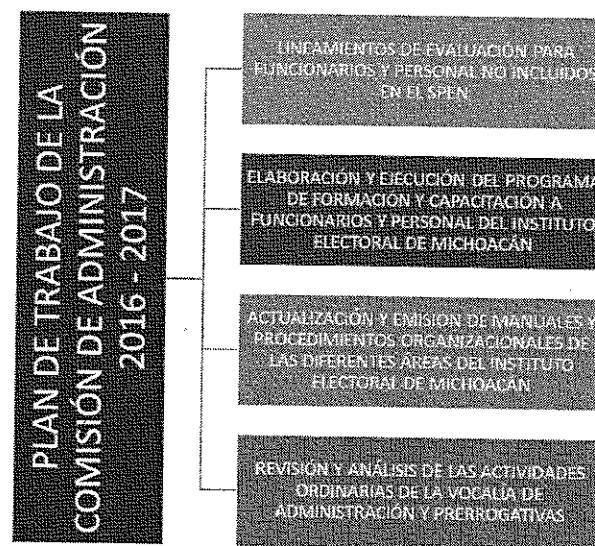 PLAN DE TRABAJO DE LA
COMISIÓN DE ADMINISTRACIÓN
2016 - 2017
LINEAMIENTOS DE EVALUACIÓN PARA
FUNCIONARIOS Y PERSONAL NO INCLUIDOS
EN EL SPEN
ELABORACIÓN Y EJECUCIÓN DEL PROGRAMA
DE FORMACIÓN Y CAPACITACIÓN A
FUNCIONARIOS Y PERSONAL DEL INSTITUTO
ELECTORAL DE MICHOACÁN
ACTUALIZACIÓN Y EMISIÓN DE MANUALES Y
PROCEDIMIENTOS ORGANIZACIONALES DE
LAS DIFERENTES ÁREAS DEL INSTITUTO
ELECTORAL DE MICHOACÁN
REVISIÓN Y ANÁLISIS DE LAS ACTIVIDADES
ORDINARIAS DE LA VOCALÍA DE
ADMINISTRACIÓN Y PRERROGATIVAS